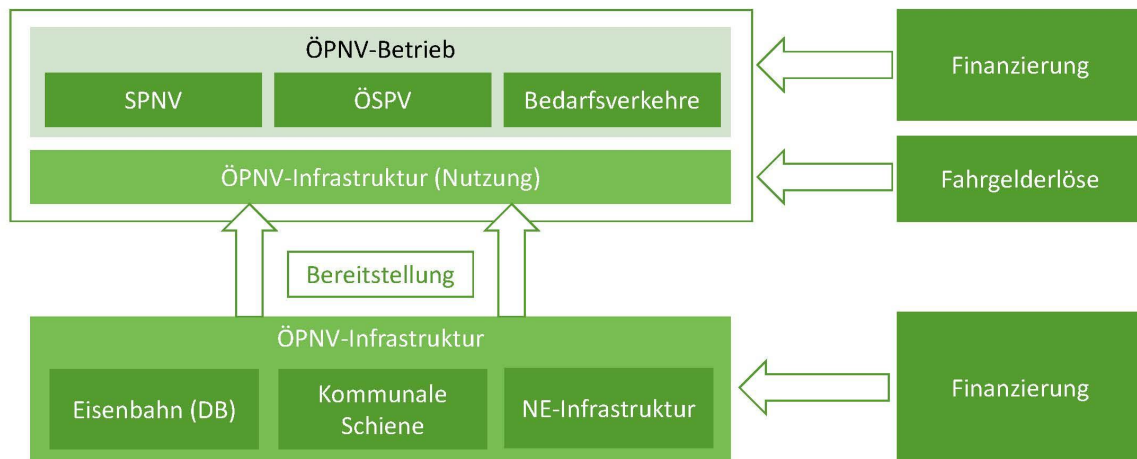 ÖPNV-Betrieb
SPNV
ÖSPV
Bedarfsverkehre
ÖPNV-Infrastruktur (Nutzung)
Finanzierung
Fahrgelderlöse
Bereitstellung
ÖPNV-Infrastruktur
Eisenbahn (DB)
Kommunale
Schiene
NE-Infrastruktur
Finanzierung